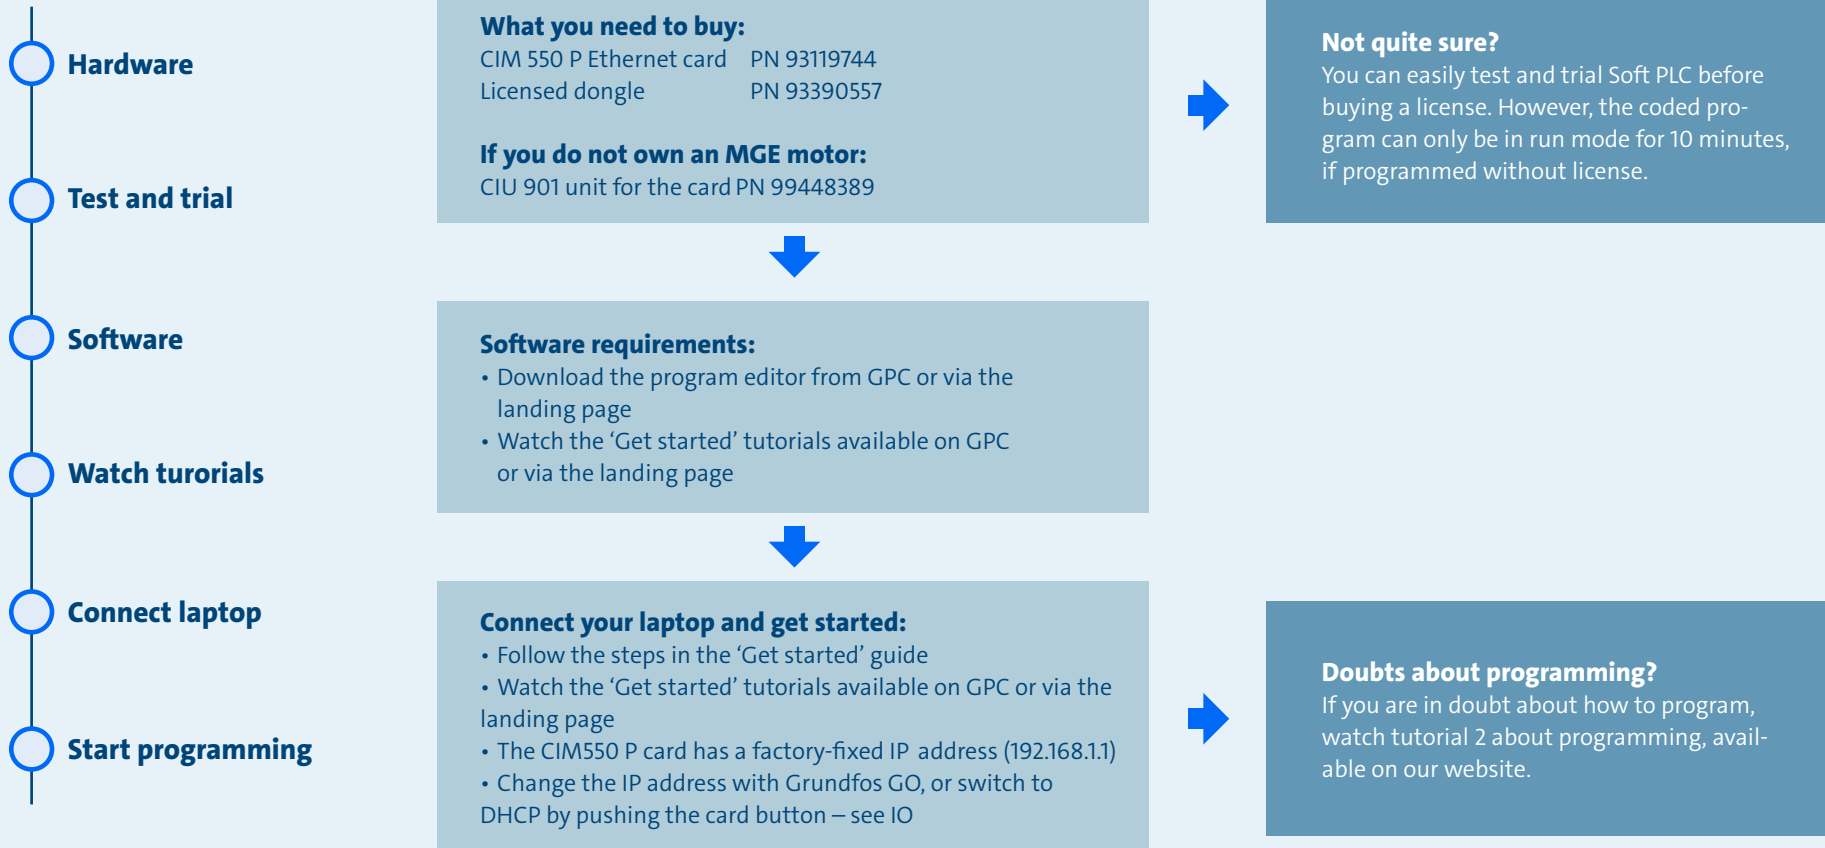 Hardware
Test and trial
Software
Watch turorials
Connect laptop
Start programming
What you need to buy:
CIM 550 P Ethernet card PN 93119744
Licensed dongle PN 93390557
If you do not own an MGE motor:
CIU 901 unit for the card PN 99448389
Not quite sure?
You can easily test and trial Soft PLC before
buying a license. However, the coded pro-
gram can only be in run mode for 10 minutes,
if programmed without license.
Software requirements:
• Download the program editor from GPC or via the
landing page
• Watch the ‘Get started’ tutorials available on GPC
or via the landing page
Connect your laptop and get started:
• Follow the steps in the ‘Get started’ guide
• Watch the ‘Get started’ tutorials available on GPC or via the
landing page
• The CIM550 P card has a factory-fixed IP address (192.168.1.1)
• Change the IP address with Grundfos GO, or switch to
DHCP by pushing the card button – see IO
Doubts about programming?
If you are in doubt about how to program,
watch tutorial 2 about programming, avail-
able on our website.